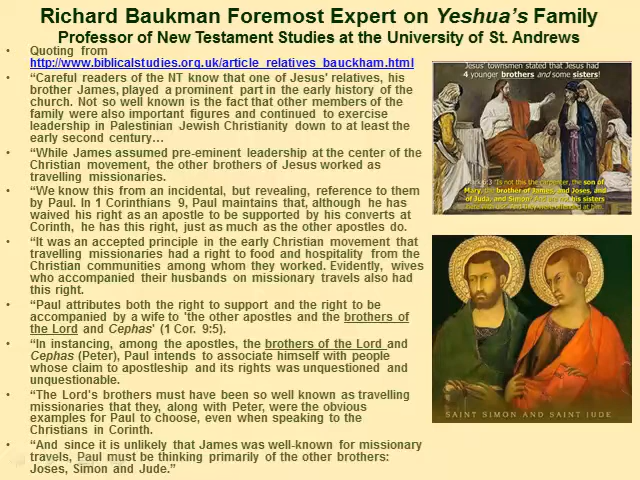 Richard Baukman Foremost Expert on Yeshua's Family
Professor of New Testament Studies at the University of St. Andrews
• Quoting from
http://www.biblicalstudies.org.uk/article_relatives_bauckham.html
• “Careful readers of the NT know that one of Jesus' relatives, his
brother James, played a prominent part in the early history of the
church. Not so well known is the fact that other members of the
family were also important figures and continued to exercise
leadership in Palestinian Jewish Christianity down to at least the
early second century…
• “While James assumed pre-eminent leadership at the center of the
Christian movement, the other brothers of Jesus worked as
travelling missionaries.
• “We know this from an incidental, but revealing, reference to them
by Paul. In 1 Corinthians 9, Paul maintains that, although he has
waived his right as an apostle to be supported by his converts at
Corinth, he has this right, just as much as the other apostles do.
• “It was an accepted principle in the early Christian movement that
travelling missionaries had a right to food and hospitality from the
Christian communities among whom they worked. Evidently, wives
who accompanied their husbands on missionary travels also had
this right.
• “Paul attributes both the right to support and the right to be
accompanied by a wife to 'the other apostles and the brothers of
the Lord and Cephas' (1 Cor. 9:5).
• “In instancing, among the apostles, the brothers of the Lord and
Cephas (Peter), Paul intends to associate himself with people
whose claim to apostleship and its rights was unquestioned and
unquestionable.
• “The Lord's brothers must have been so well known as travelling
missionaries that they, along with Peter, were the obvious
examples for Paul to choose, even when speaking to the
Christians in Corinth.
• “And since it is unlikely that James was well-known for missionary
travels, Paul must be thinking primarily of the other brothers:
Joses, Simon and Jude.”
Jesus' townsmen stated that Jesus had
4 younger brothers and some sisters!
6:3 "Is not this the carpenter, the son of
Mary, the brother of James, and Joses, and
of Juda, and Simon? And are not his sisters
SAINT SIMON AND SAINT JUDE